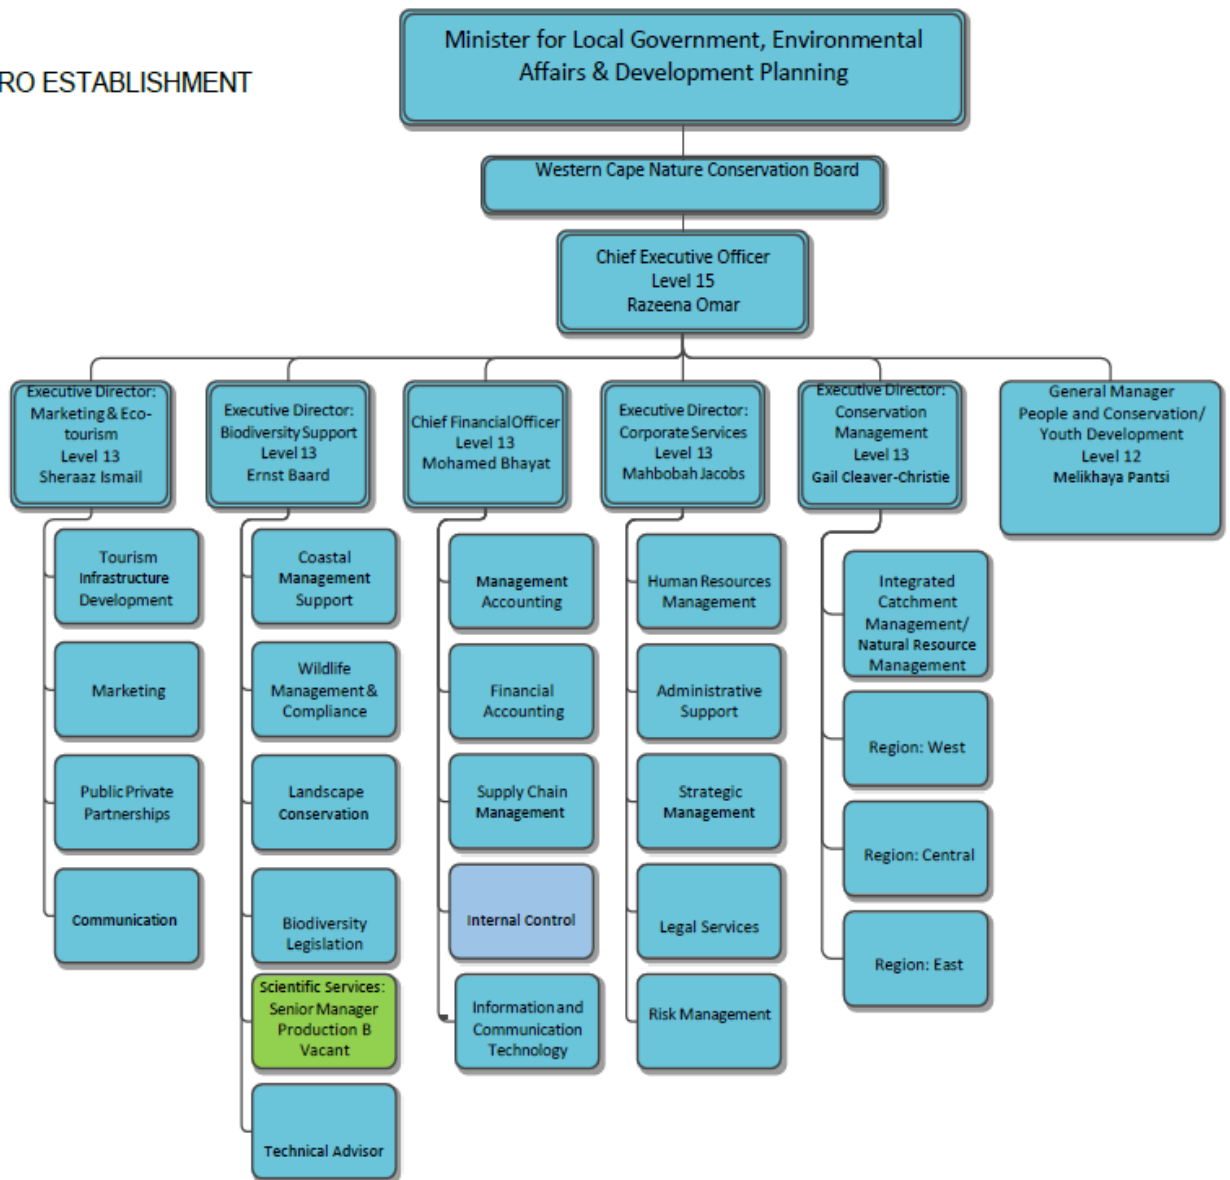 RO ESTABLISHMENT
Minister for Local Government, Environmental
Affairs & Development Planning
Western Cape Nature Conservation Board
Chief Executive Officer
Level 15
Razeena Omar
Executive Director:
Marketing & Eco-
tourism
Level 13
Sheraaz Ismail
Executive Director:
Biodiversity Support
Level 13
Ernst Baard
Chief Financial Officer
Level 13
Mohamed Bhayat
Executive Director:
Corporate Services
Level 13
Mahbobah Jacobs
Executive Director:
Conservation
Management
Level 13
Gail Cleaver-Christie
General Manager
People and Conservation/
Youth Development
Level 12
Melikhaya Pantsi
Tourism
Infrastructure
Development
Marketing
Public Private
Partnerships
Communication
Coastal
Management
Support
Wildlife
Management &
Compliance
Landscape
Conservation
Biodiversity
Legislation
Scientific Services:
Senior Manager
Production B
Vacant
Technical Advisor
Management
Accounting
Financial
Accounting
Supply Chain
Management
Internal Control
Information and
Communication
Technology
Human Resources
Management
Administrative
Support
Strategic
Management
Legal Services
Risk Management
Integrated
Catchment
Management/
Natural Resource
Management
Region: West
Region: Central
Region: East